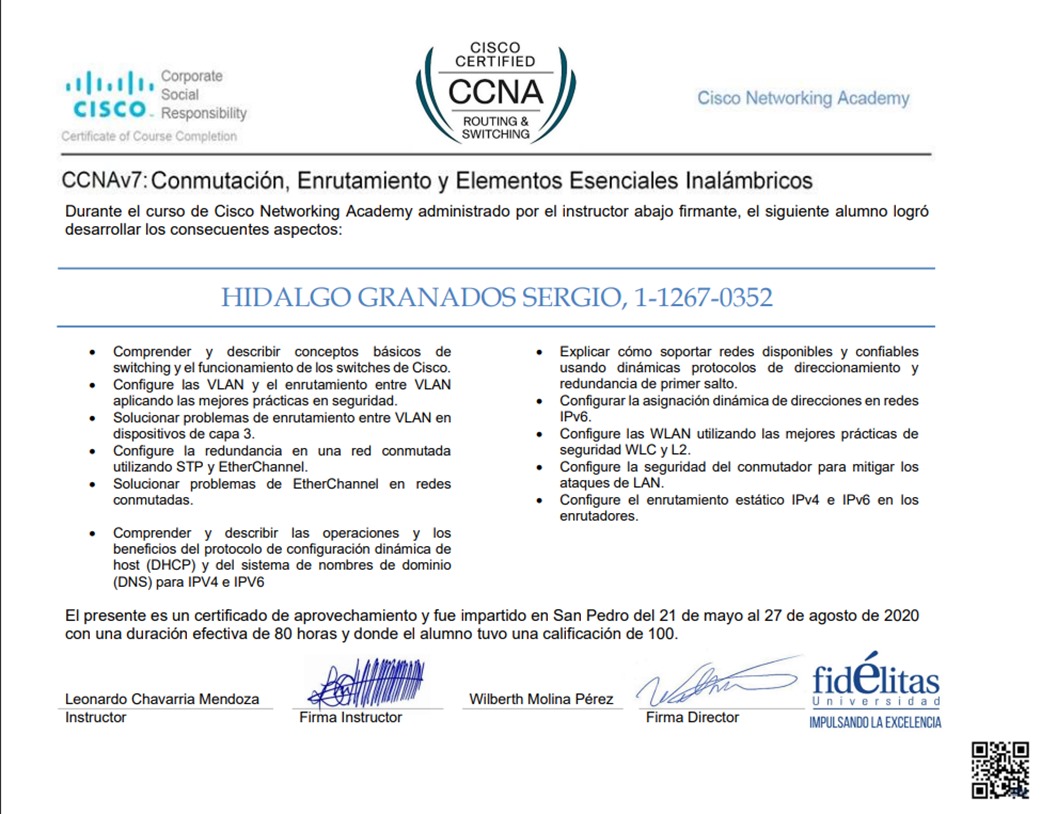 CISCO
Corporate
Social
Responsibility
Certificate of Course Completion
CISCO
CERTIFIED
CCNA
ROUTING &
SWITCHING
Cisco Networking Academy
CCNAv7: Conmutación, Enrutamiento y Elementos Esenciales Inalámbricos
Durante el curso de Cisco Networking Academy administrado por el instructor abajo firmante, el siguiente alumno logró
desarrollar los consecuentes aspectos:
HIDALGO GRANADOS SERGIO, 1-1267-0352
• Comprender y describir conceptos básicos de
switching y el funcionamiento de los switches de Cisco.
• Configure las VLAN y el enrutamiento entre VLAN
aplicando las mejores prácticas en seguridad.
• Solucionar problemas de enrutamiento entre VLAN en
dispositivos de capa 3.
• Configure la redundancia en una red conmutada
utilizando STP y EtherChannel.
• Solucionar problemas de EtherChannel en redes
conmutadas.
• Comprender y describir las operaciones y los
beneficios del protocolo de configuración dinámica de
host (DHCP) y del sistema de nombres de dominio
(DNS) para IPV4 e IPV6
• Explicar cómo soportar redes disponibles y confiables
usando dinámicas protocolos de direccionamiento y
redundancia de primer salto.
• Configurar la asignación dinámica de direcciones en redes
IPv6.
• Configure las WLAN utilizando las mejores prácticas de
seguridad WLC y L2.
• Configure la seguridad del conmutador para mitigar los
ataques de LAN.
• Configure el enrutamiento estático IPv4 e IPv6 en los
enrutadores.
El presente es un certificado de aprovechamiento y fue impartido en San Pedro del 21 de mayo al 27 de agosto de 2020
con una duración efectiva de 80 horas y donde el alumno tuvo una calificación de 100.
Leonardo Chavarria Mendoza
Instructor
Firma Instructor
Wilberth Molina Pérez
Firma Director
fidélitas
Universidad
IMPULSANDO LA EXCELENCIA